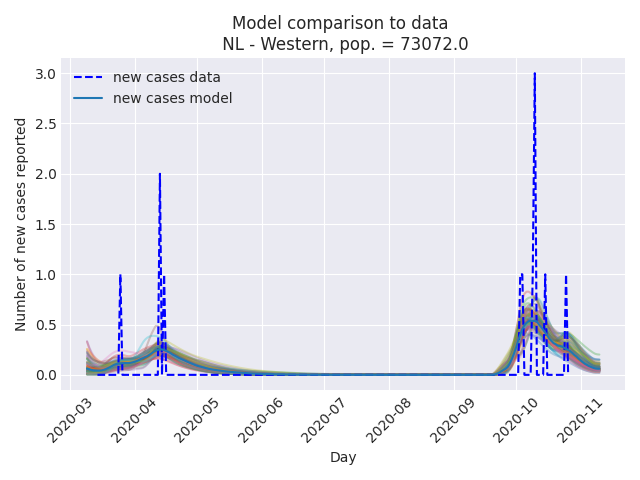 Model comparison to data
NL - Western, pop. = 73072.0
new cases data
new cases model
3.0
2.5
2.0
1.5
1.0
0.5
0.0
Number of new cases reported
2020-03
2020-04
2020-05
2020-06
2020-07
2020-08
2020-09
2020-10
2020-11
Day